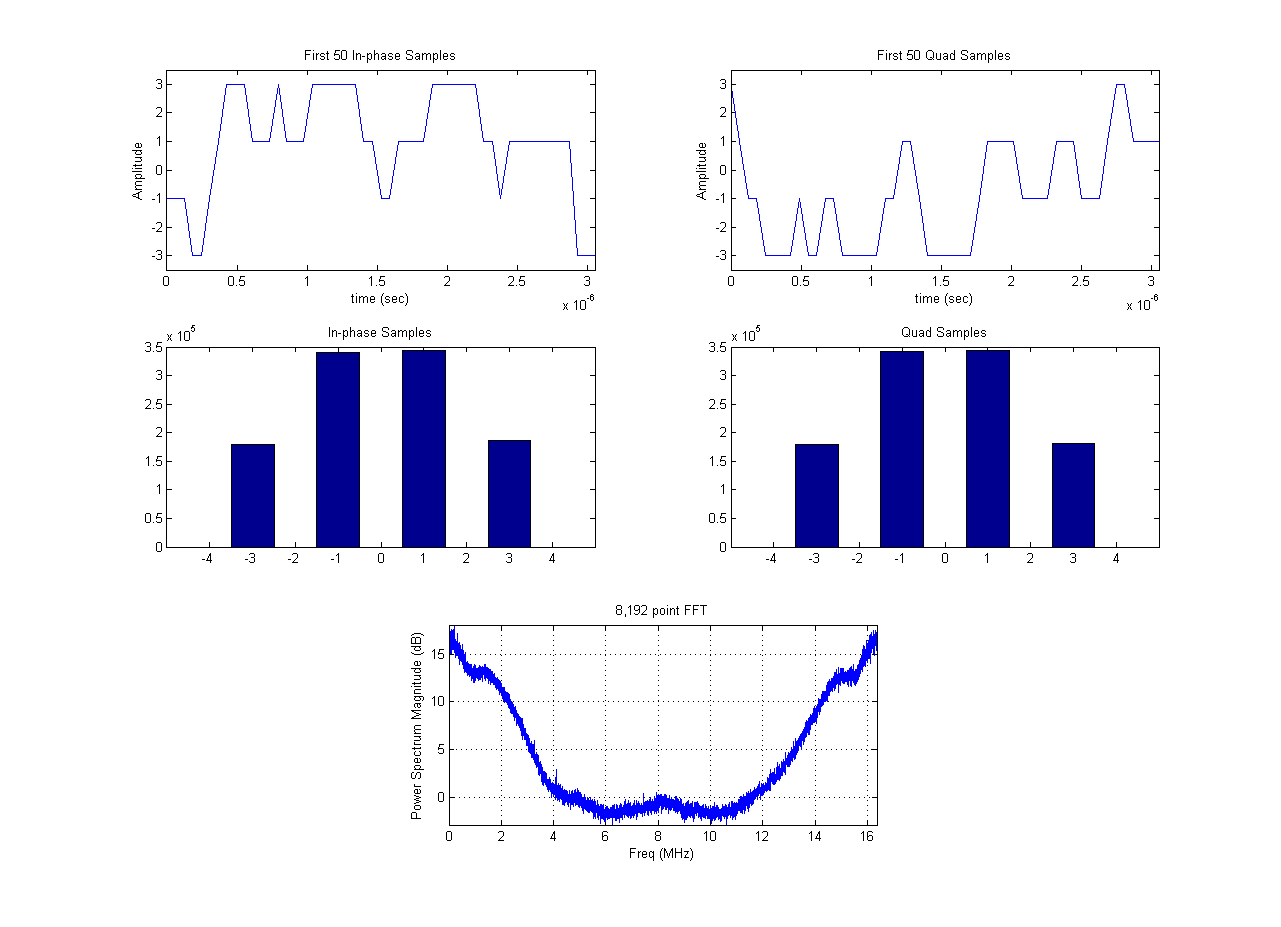 First 50 In-phase Samples
Amplitude
3
2
1
0
-1
-2
-3
0 0.5 1 1.5 2 2.5 3
time (sec)
x 10^-6
First 50 Quad Samples
Amplitude
3
2
1
0
-1
-2
-3
0 0.5 1 1.5 2 2.5 3
time (sec)
x 10^-6
In-phase Samples
x 10^5
3.5
3
2.5
2
1.5
1
0.5
0
-4 -3 -2 -1 0 1 2 3 4
Quad Samples
x 10^5
3.5
3
2.5
2
1.5
1
0.5
0
-4 -3 -2 -1 0 1 2 3 4
8,192 point FFT
Power Spectrum Magnitude (dB)
15
10
5
0
0 2 4 6 8 10 12 14 16
Freq (MHz)